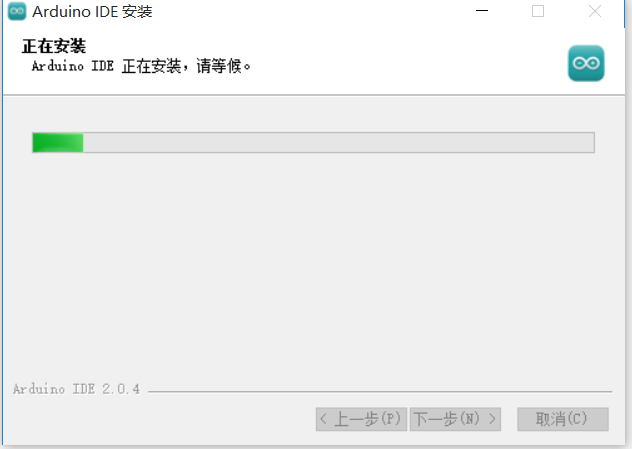 Arduino IDE 安装
正在安装
Arduino IDE 正在安装，请等候。
Arduino IDE 2.0.4
< 上一步(P) 下一步(N) > 取消(C)